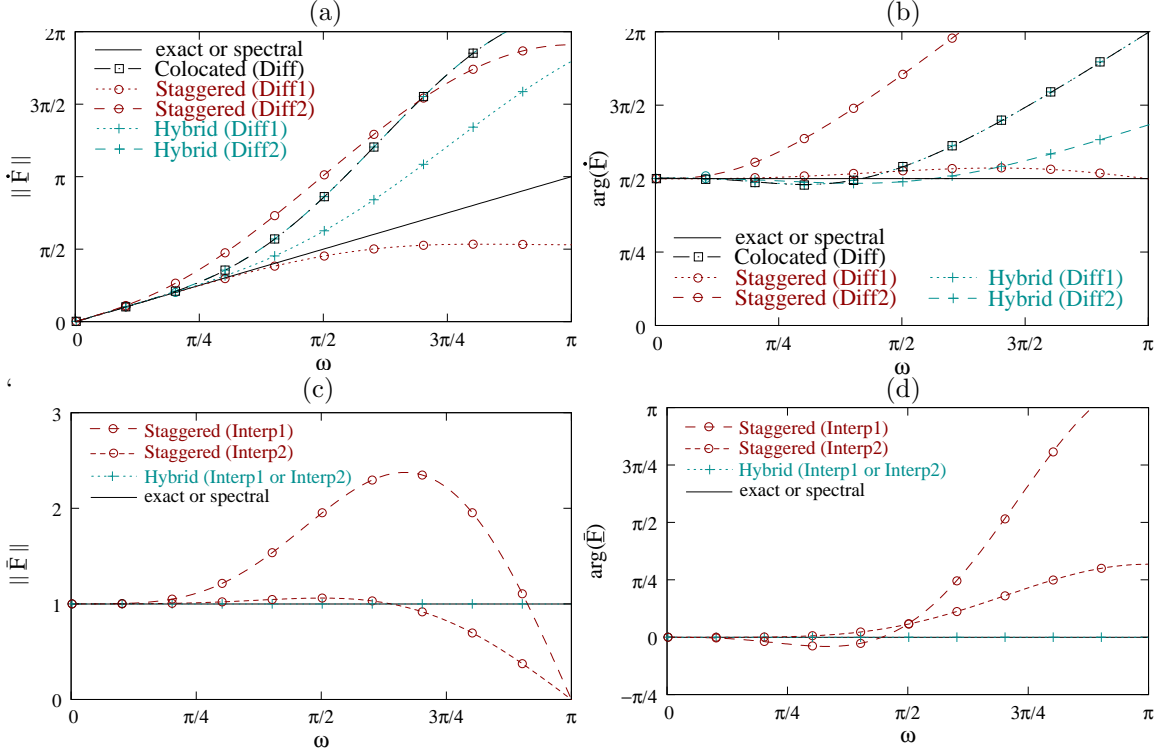 (a)
2π
3π/2
π
π/2
0
|| Ḟ ||
exact or spectral
Colocated (Diff)
Staggered (Diff1)
Staggered (Diff2)
Hybrid (Diff1)
Hybrid (Diff2)
0 π/4 π/2 3π/4 π
ω
(b)
2π
3π/2
π/2
π/4
0
arg(Ḟ)
exact or spectral
Colocated (Diff)
Staggered (Diff1) Hybrid (Diff1)
Staggered (Diff2) Hybrid (Diff2)
0 π/4 π/2 3π/2 π
ω
‘
(c)
3
2
1
0
|| F̄ ||
Staggered (Interp1)
Staggered (Interp2)
Hybrid (Interp1 or Interp2)
exact or spectral
0 π/4 π/2 3π/4 π
ω
(d)
π
3π/4
π/2
π/4
0
−π/4
arg(F̄)
Staggered (Interp1)
Staggered (Interp2)
Hybrid (Interp1 or Interp2)
exact or spectral
0 π/4 π/2 3π/4 π
ω